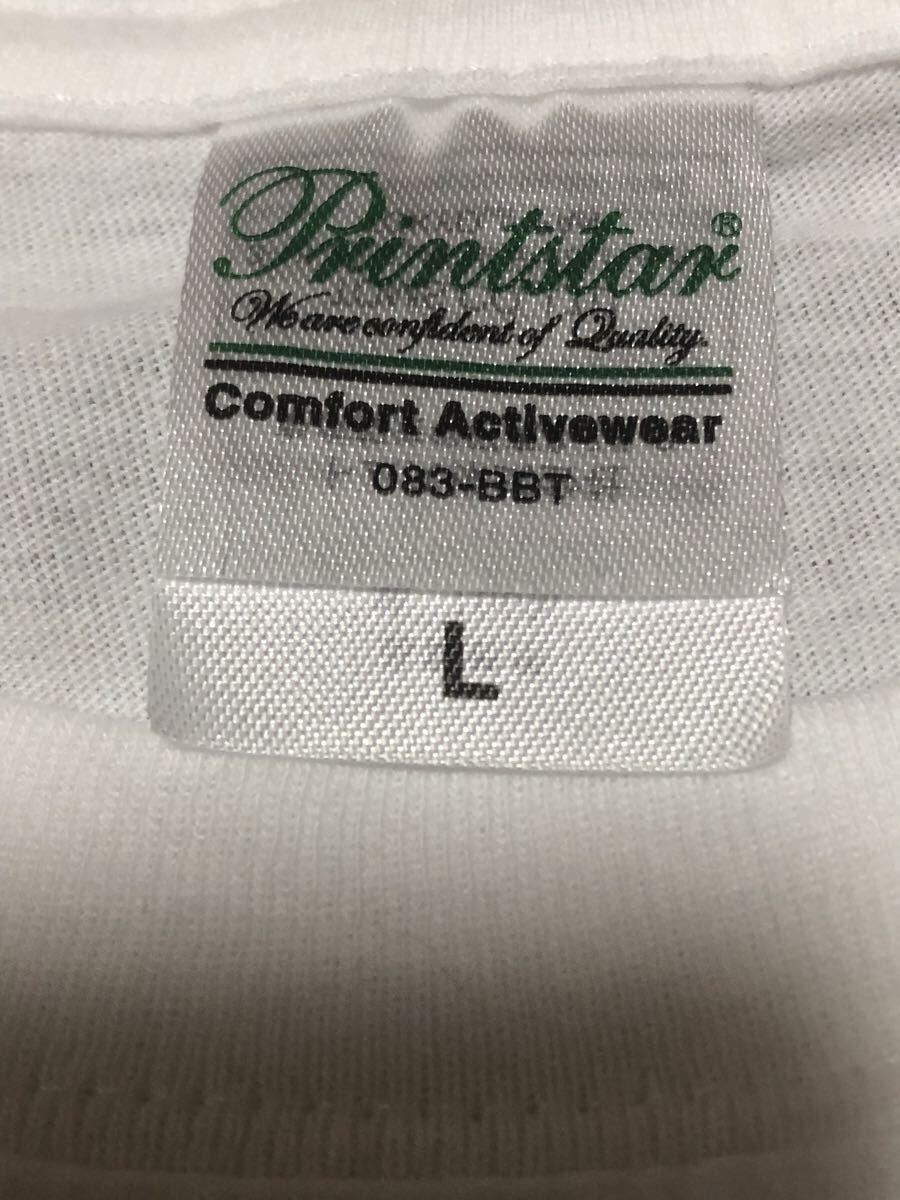 Printstar®
We are confident of Quality.
Comfort Activewear
083-BBT
L